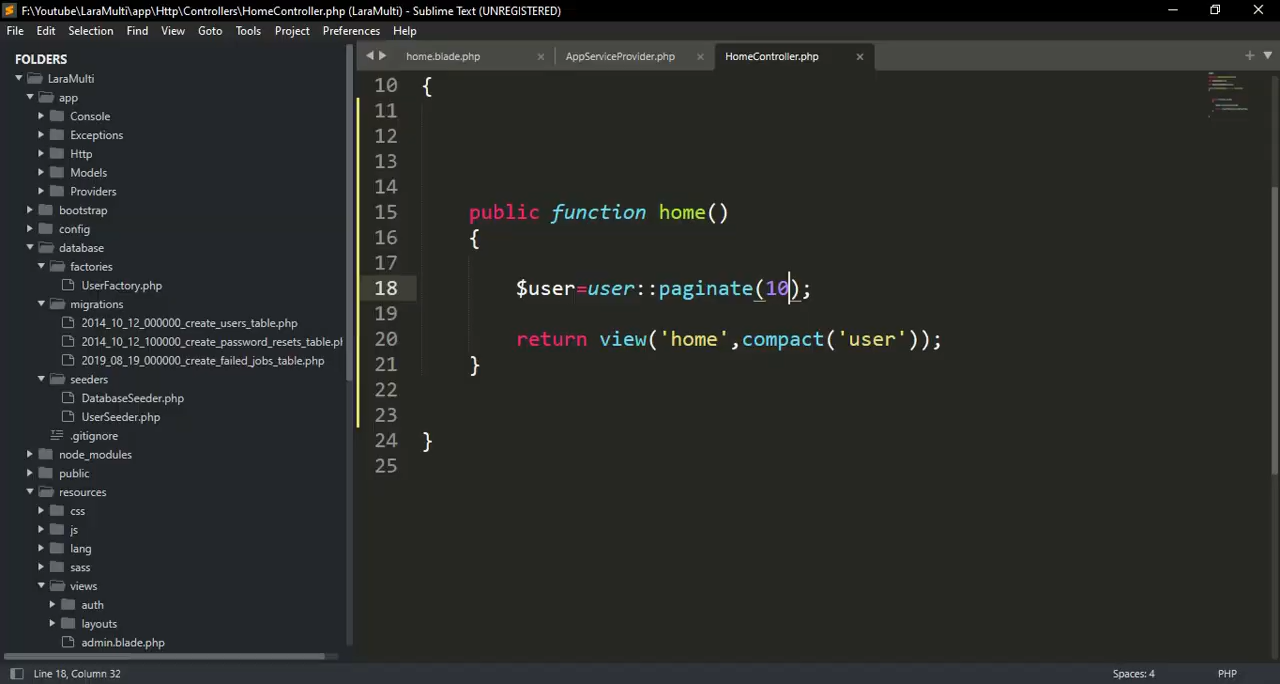 F:\Youtube\LaraMulti\app\Http\Controllers\HomeController.php (LaraMulti) - Sublime Text (UNREGISTERED)
File Edit Selection Find View Goto Tools Project Preferences Help
home.blade.php AppServiceProvider.php HomeController.php
FOLDERS
LaraMulti
app
Console
Exceptions
Http
Models
Providers
bootstrap
config
database
factories
UserFactory.php
migrations
2014_10_12_000000_create_users_table.php
2014_10_12_100000_create_password_resets_table.ph
2019_08_19_000000_create_failed_jobs_table.php
seeders
DatabaseSeeder.php
UserSeeder.php
.gitignore
node_modules
public
resources
css
js
lang
sass
views
auth
layouts
admin.blade.php
10 {
11
12
13
14
15 public function home()
16 {
17
18 $user=user::paginate(10);
19
20 return view('home',compact('user'));
21 }
22
23
24 }
25
Line 18, Column 32 Spaces: 4 PHP